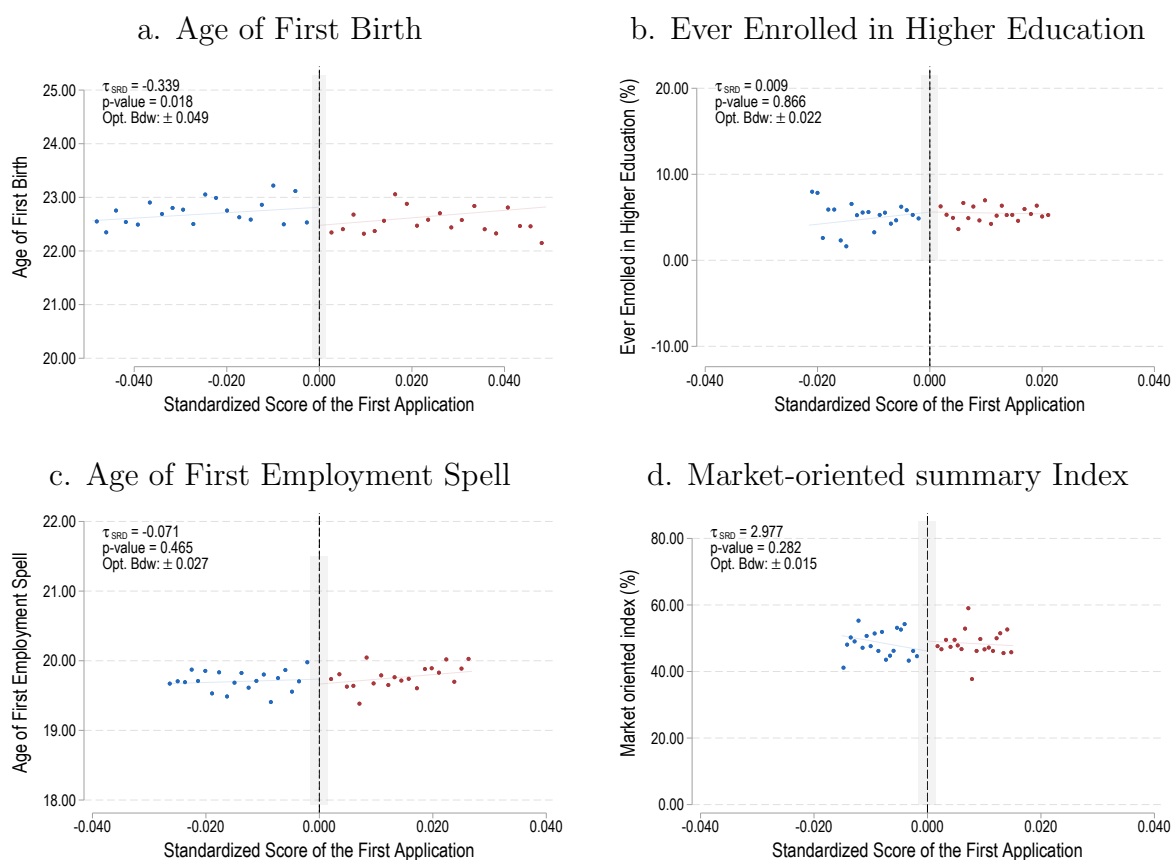 a. Age of First Birth
τSRD = -0.339
p-value = 0.018
Opt. Bdw: ± 0.049
Age of First Birth
25.00
24.00
23.00
22.00
21.00
20.00
-0.040 -0.020 0.000 0.020 0.040
Standardized Score of the First Application
b. Ever Enrolled in Higher Education
τSRD = 0.009
p-value = 0.866
Opt. Bdw: ± 0.022
Ever Enrolled in Higher Education (%)
20.00
10.00
0.00
-10.00
-0.040 -0.020 0.000 0.020 0.040
Standardized Score of the First Application
c. Age of First Employment Spell
τSRD = -0.071
p-value = 0.465
Opt. Bdw: ± 0.027
Age of First Employment Spell
22.00
21.00
20.00
19.00
18.00
-0.040 -0.020 0.000 0.020 0.040
Standardized Score of the First Application
d. Market-oriented summary Index
τSRD = 2.977
p-value = 0.282
Opt. Bdw: ± 0.015
Market oriented index (%)
80.00
60.00
40.00
20.00
0.00
-0.040 -0.020 0.000 0.020 0.040
Standardized Score of the First Application